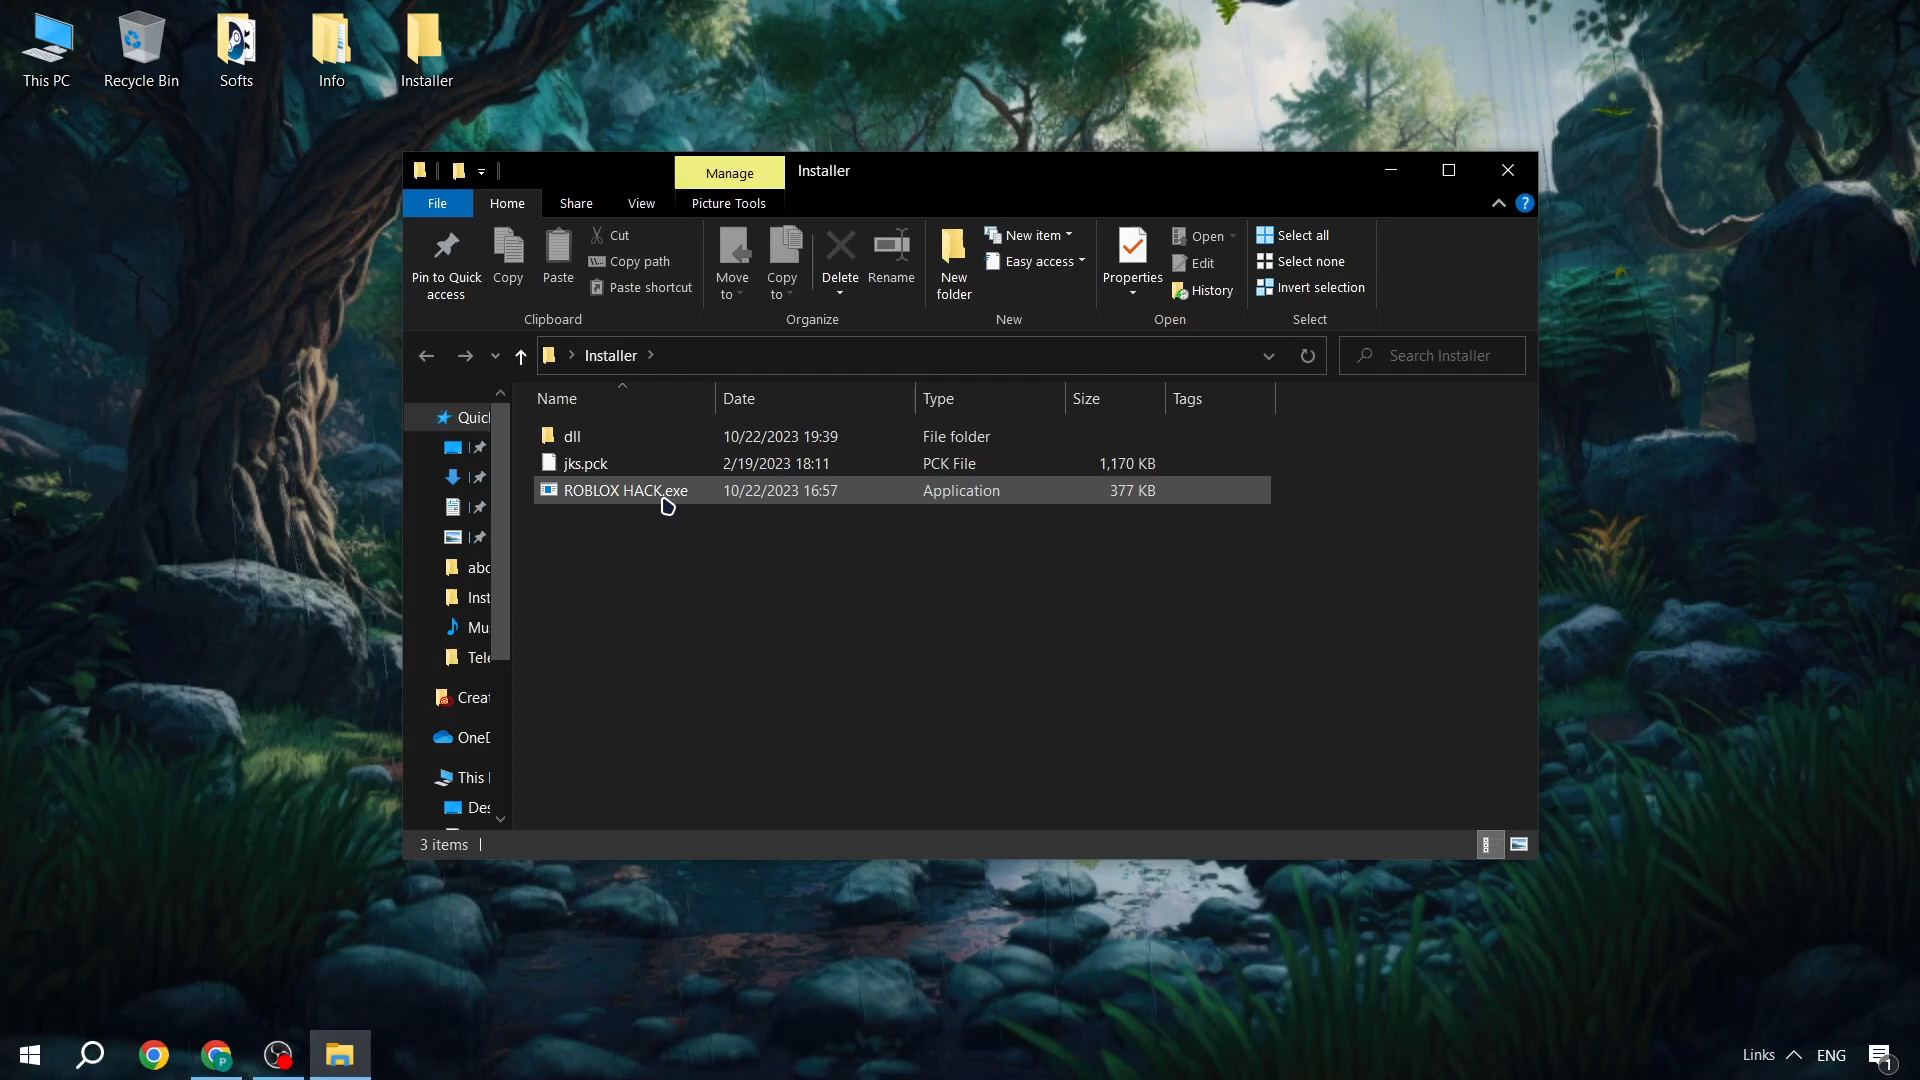 This PC
Recycle Bin
Softs
Info
Installer
Manage
Installer
File
Home
Share
View
Picture Tools
?
Pin to Quick
access
Copy
Paste
Cut
Copy path
Paste shortcut
Clipboard
Move
to
Copy
to
Delete
Rename
Organize
New
folder
New item
Easy access
New
Properties
Open
Edit
History
Open
Select all
Select none
Invert selection
Select
Installer
Search Installer
Name
Date
Type
Size
Tags
dll
10/22/2023 19:39
File folder
jks.pck
2/19/2023 18:11
PCK File
1,170 KB
ROBLOX HACK.exe
10/22/2023 16:57
Application
377 KB
Quic
abo
Inst
Mu
Tele
Creat
OneD
This
Des
3 items
Links
ENG
1